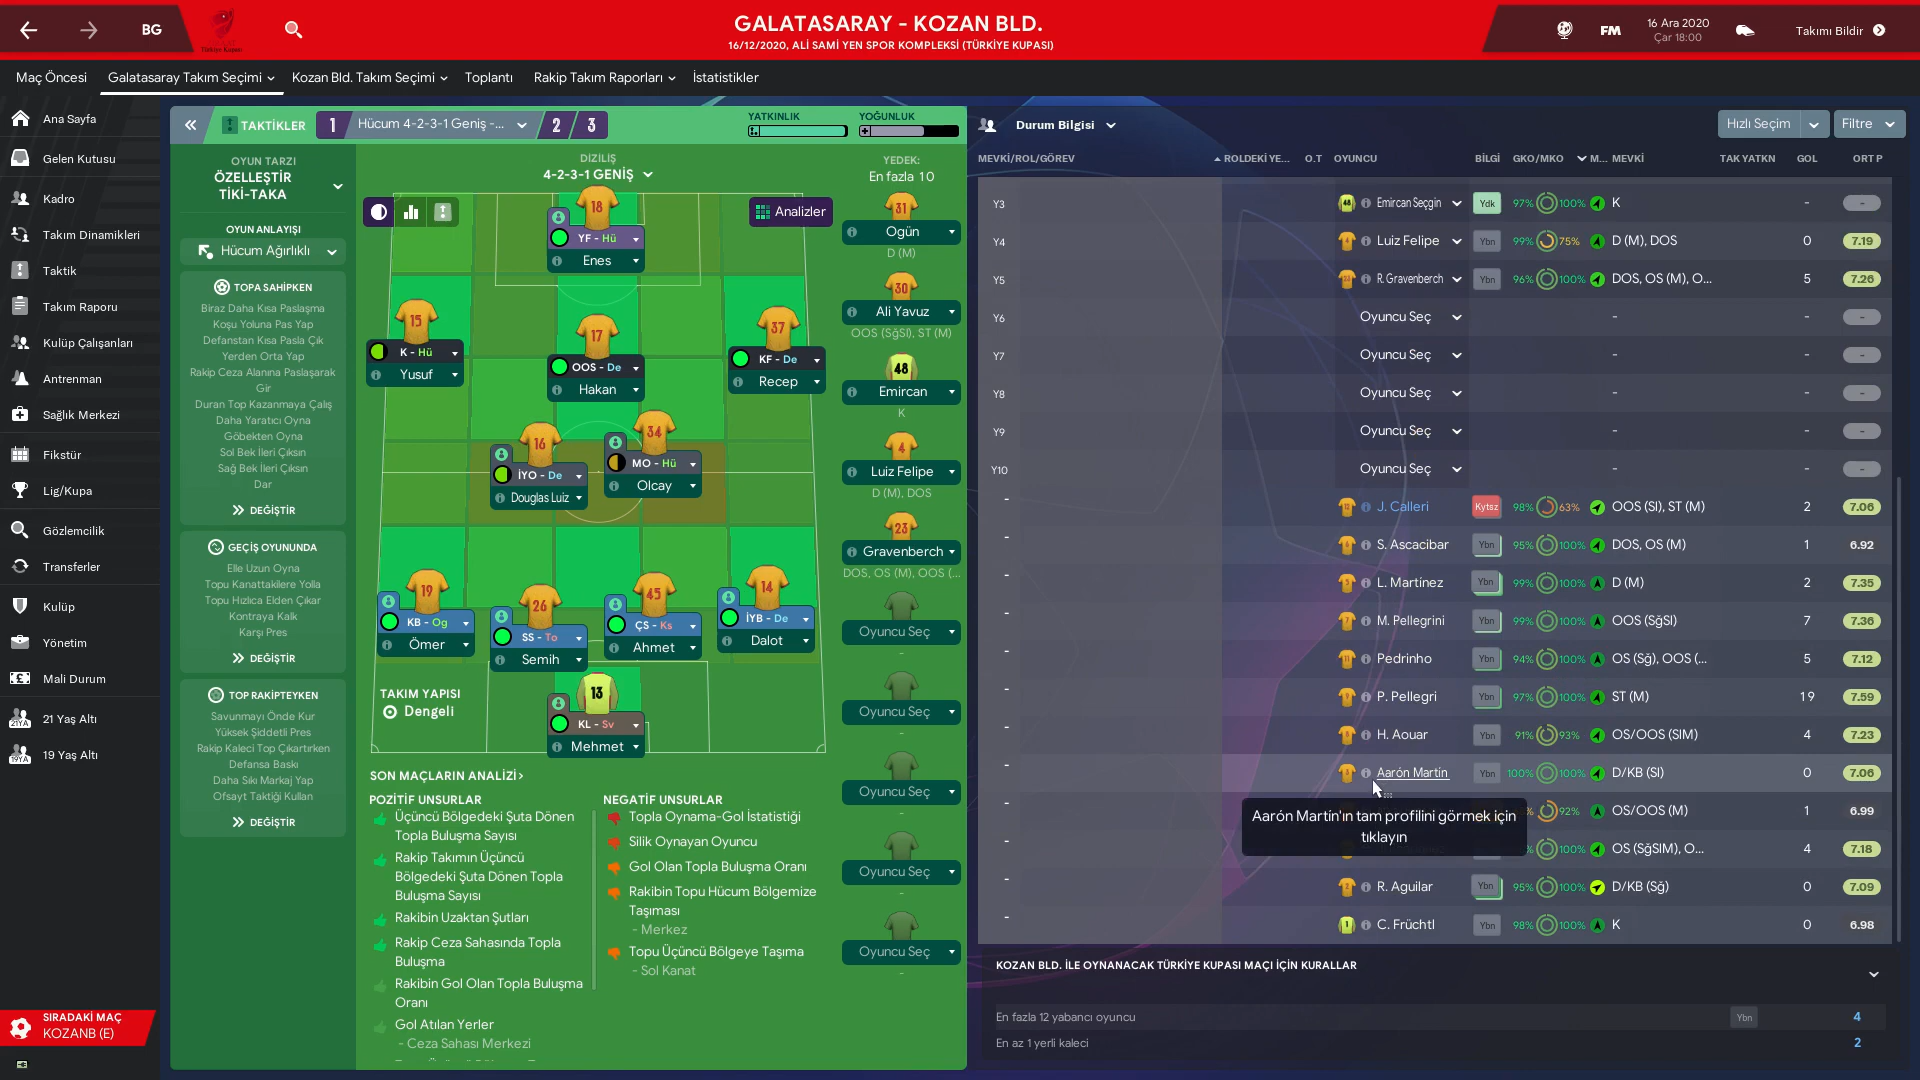 BG
Türkiye Kupası
GALATASARAY - KOZAN BLD.
16/12/2020, ALİ SAMİ YEN SPOR KOMPLEKSİ (TÜRKİYE KUPASI)
FM
16 Ara 2020
Çar 18:00
Takımı Bildir
Maç Öncesi
Galatasaray Takım Seçimi
Kozan Bld. Takım Seçimi
Toplantı
Rakip Takım Raporları
İstatistikler
Ana Sayfa
Gelen Kutusu
Kadro
Takım Dinamikleri
Taktik
Takım Raporu
Kulüp Çalışanları
Antrenman
Sağlık Merkezi
Fikstür
Lig/Kupa
Gözlemcilik
Transferler
Kulüp
Yönetim
Mali Durum
21YA
21 Yaş Altı
19YA
19 Yaş Altı
SIRADAKİ MAÇ
KOZANB (E)
TAKTİKLER
1
Hücum 4-2-3-1 Geniş -...
2
3
YATKINLIK
YOĞUNLUK
OYUN TARZI
ÖZELLEŞTİR
TİKİ-TAKA
OYUN ANLAYIŞI
Hücum Ağırlıklı
TOPA SAHİPKEN
Biraz Daha Kısa Paslaşma
Koşu Yoluna Pas Yap
Defanstan Kısa Pasla Çık
Yerden Orta Yap
Rakip Ceza Alanına Paslaşarak
Gir
Duran Top Kazanmaya Çalış
Daha Yaratıcı Oyna
Göbekten Oyna
Sol Bek İleri Çıksın
Sağ Bek İleri Çıksın
Dar
DEĞİŞTİR
GEÇİŞ OYUNUNDA
Elle Uzun Oyna
Topu Kanattakilere Yolla
Topu Hızlıca Elden Çıkar
Kontraya Kalk
Karşı Pres
DEĞİŞTİR
TOP RAKİPTEYKEN
Savunmayı Önde Kur
Yüksek Şiddetli Pres
Rakip Kaleci Top Çıkartırken
Defansa Baskı
Daha Sıkı Markaj Yap
Ofsayt Taktiği Kullan
DEĞİŞTİR
DİZİLİŞ
4-2-3-1 GENİŞ
Analizler
18
YF - Hü
Enes
15
K - Hü
Yusuf
17
OOS - De
Hakan
37
KF - De
Recep
16
İYO - De
Douglas Luiz
34
MO - Hü
Olcay
19
KB - Og
Ömer
26
SS - To
Semih
45
ÇS - Ks
Ahmet
14
İYB - De
Dalot
13
KL - Sv
Mehmet
TAKIM YAPISI
Dengeli
SON MAÇLARIN ANALİZİ›
POZİTİF UNSURLAR
Üçüncü Bölgedeki Şuta Dönen
Topla Buluşma Sayısı
Rakip Takımın Üçüncü
Bölgedeki Şuta Dönen Topla
Buluşma Sayısı
Rakibin Uzaktan Şutları
Rakip Ceza Sahasında Topla
Buluşma
Rakibin Gol Olan Topla Buluşma
Oranı
Gol Atılan Yerler
- Ceza Sahası Merkezi
NEGATİF UNSURLAR
Topla Oynama-Gol İstatistiği
Silik Oynayan Oyuncu
Gol Olan Topla Buluşma Oranı
Rakibin Topu Hücum Bölgemize
Taşıması
- Merkez
Topu Üçüncü Bölgeye Taşıma
- Sol Kanat
YEDEK:
En fazla 10
31
Ogün
D (M)
30
Ali Yavuz
OOS (SğSl), ST (M)
48
Emircan
K
4
Luiz Felipe
D (M), DOS
23
Gravenberch
DOS, OS (M), OOS (...
Oyuncu Seç
-
Oyuncu Seç
-
Oyuncu Seç
-
Oyuncu Seç
-
Oyuncu Seç
-
Durum Bilgisi
Hızlı Seçim
Filtre
MEVKİ/ROL/GÖREV ROLDEKİ YE... O.T OYUNCU BİLGİ GKO/MKO M... MEVKİ TAK YATKN GOL ORT P
Y3 Emircan Seçgin Ydk 97% 100% K - -
Y4 Luiz Felipe Ybn 99% 75% D (M), DOS 0 7.19
Y5 R. Gravenberch Ybn 96% 100% DOS, OS (M), O... 5 7.26
Y6 Oyuncu Seç - - -
Y7 Oyuncu Seç - - -
Y8 Oyuncu Seç - - -
Y9 Oyuncu Seç - - -
Y10 Oyuncu Seç - - -
- J. Calleri Kytsz 98% 63% OOS (Sl), ST (M) 2 7.06
- S. Ascacibar Ybn 95% 100% DOS, OS (M) 1 6.92
- L. Martínez Ybn 99% 100% D (M) 2 7.35
- M. Pellegrini Ybn 99% 100% OOS (SğSl) 7 7.36
- Pedrinho Ybn 94% 100% OS (Sğ), OOS (... 5 7.12
- P. Pellegri Ybn 97% 100% ST (M) 19 7.59
- H. Aouar Ybn 91% 93% OS/OOS (SlM) 4 7.23
- Aarón Martín Ybn 100% 100% D/KB (Sl) 0 7.06
Aarón Martín'ın tam profilini görmek için
tıklayın
- 92% OS/OOS (M) 1 6.99
- 100% OS (SğSlM), O... 4 7.18
- R. Aguilar Ybn 95% 100% D/KB (Sğ) 0 7.09
- C. Früchtl Ybn 98% 100% K 0 6.98
KOZAN BLD. İLE OYNANACAK TÜRKİYE KUPASI MAÇI İÇİN KURALLAR
En fazla 12 yabancı oyuncu Ybn 4
En az 1 yerli kaleci 2